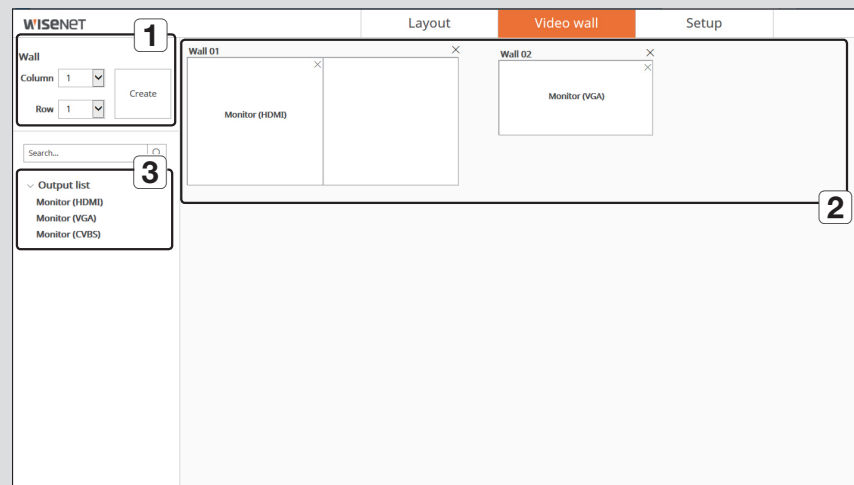 WISENET
Layout
Video wall
Setup
1
Wall
Column 1
Row 1
Create
Search...
3
Output list
Monitor (HDMI)
Monitor (VGA)
Monitor (CVBS)
Wall 01
Monitor (HDMI)
Wall 02
Monitor (VGA)
2